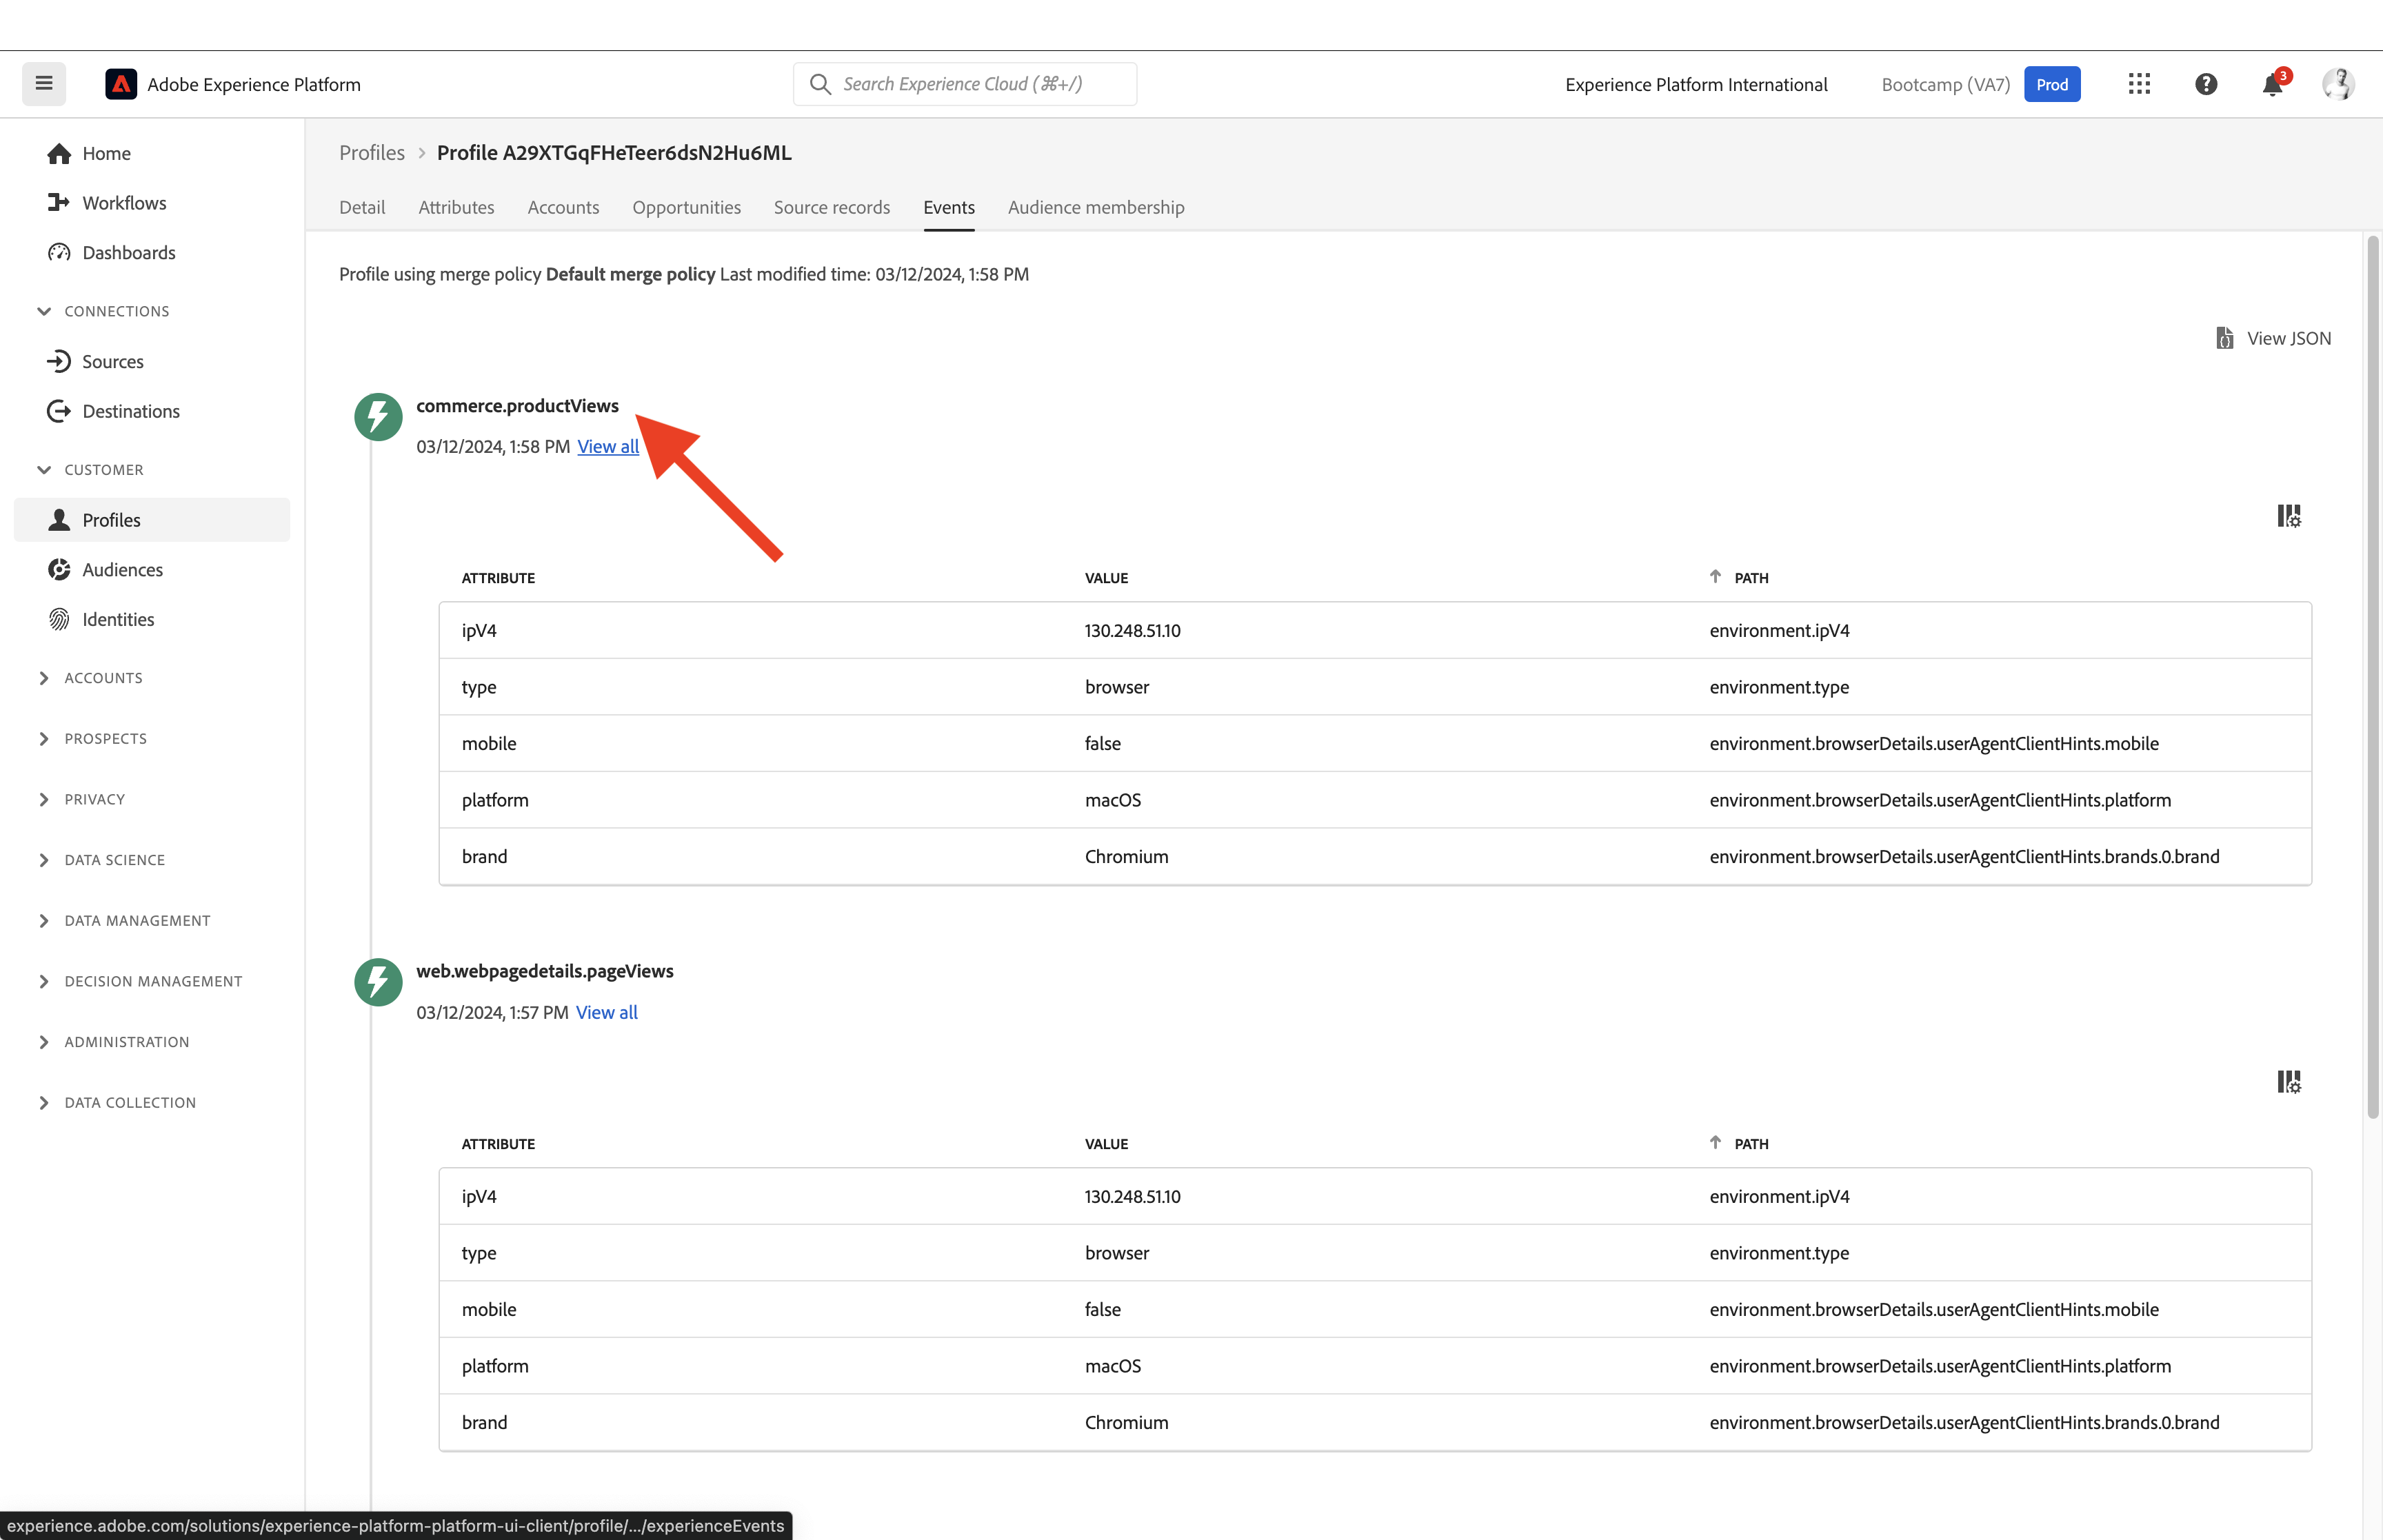 Adobe Experience Platform
Search Experience Cloud (⌘+/)
Experience Platform International
Bootcamp (VA7)
Prod
3
Home
Workflows
Dashboards
CONNECTIONS
Sources
Destinations
CUSTOMER
Profiles
Audiences
Identities
ACCOUNTS
PROSPECTS
PRIVACY
DATA SCIENCE
DATA MANAGEMENT
DECISION MANAGEMENT
ADMINISTRATION
DATA COLLECTION
Profiles > Profile A29XTGqFHeTeer6dsN2Hu6ML
Detail Attributes Accounts Opportunities Source records Events Audience membership
Profile using merge policy Default merge policy Last modified time: 03/12/2024, 1:58 PM
View JSON
commerce.productViews
03/12/2024, 1:58 PM View all
ATTRIBUTE VALUE PATH
ipV4 130.248.51.10 environment.ipV4
type browser environment.type
mobile false environment.browserDetails.userAgentClientHints.mobile
platform macOS environment.browserDetails.userAgentClientHints.platform
brand Chromium environment.browserDetails.userAgentClientHints.brands.0.brand
web.webpagedetails.pageViews
03/12/2024, 1:57 PM View all
ATTRIBUTE VALUE PATH
ipV4 130.248.51.10 environment.ipV4
type browser environment.type
mobile false environment.browserDetails.userAgentClientHints.mobile
platform macOS environment.browserDetails.userAgentClientHints.platform
brand Chromium environment.browserDetails.userAgentClientHints.brands.0.brand
experience.adobe.com/solutions/experience-platform-platform-ui-client/profile/.../experienceEvents